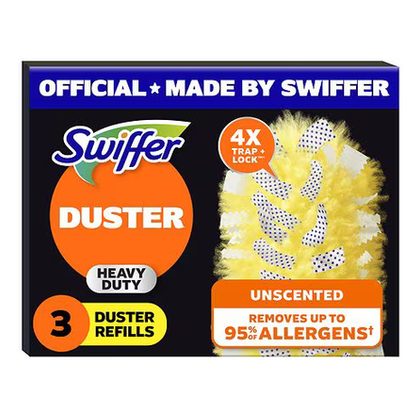 OFFICIAL ★ MADE BY SWIFFER
Swiffer
DUSTER
HEAVY
DUTY
3 DUSTER
REFILLS
4X
TRAP +
LOCK
UNSCENTED
REMOVES UP TO
95% OF ALLERGENS†